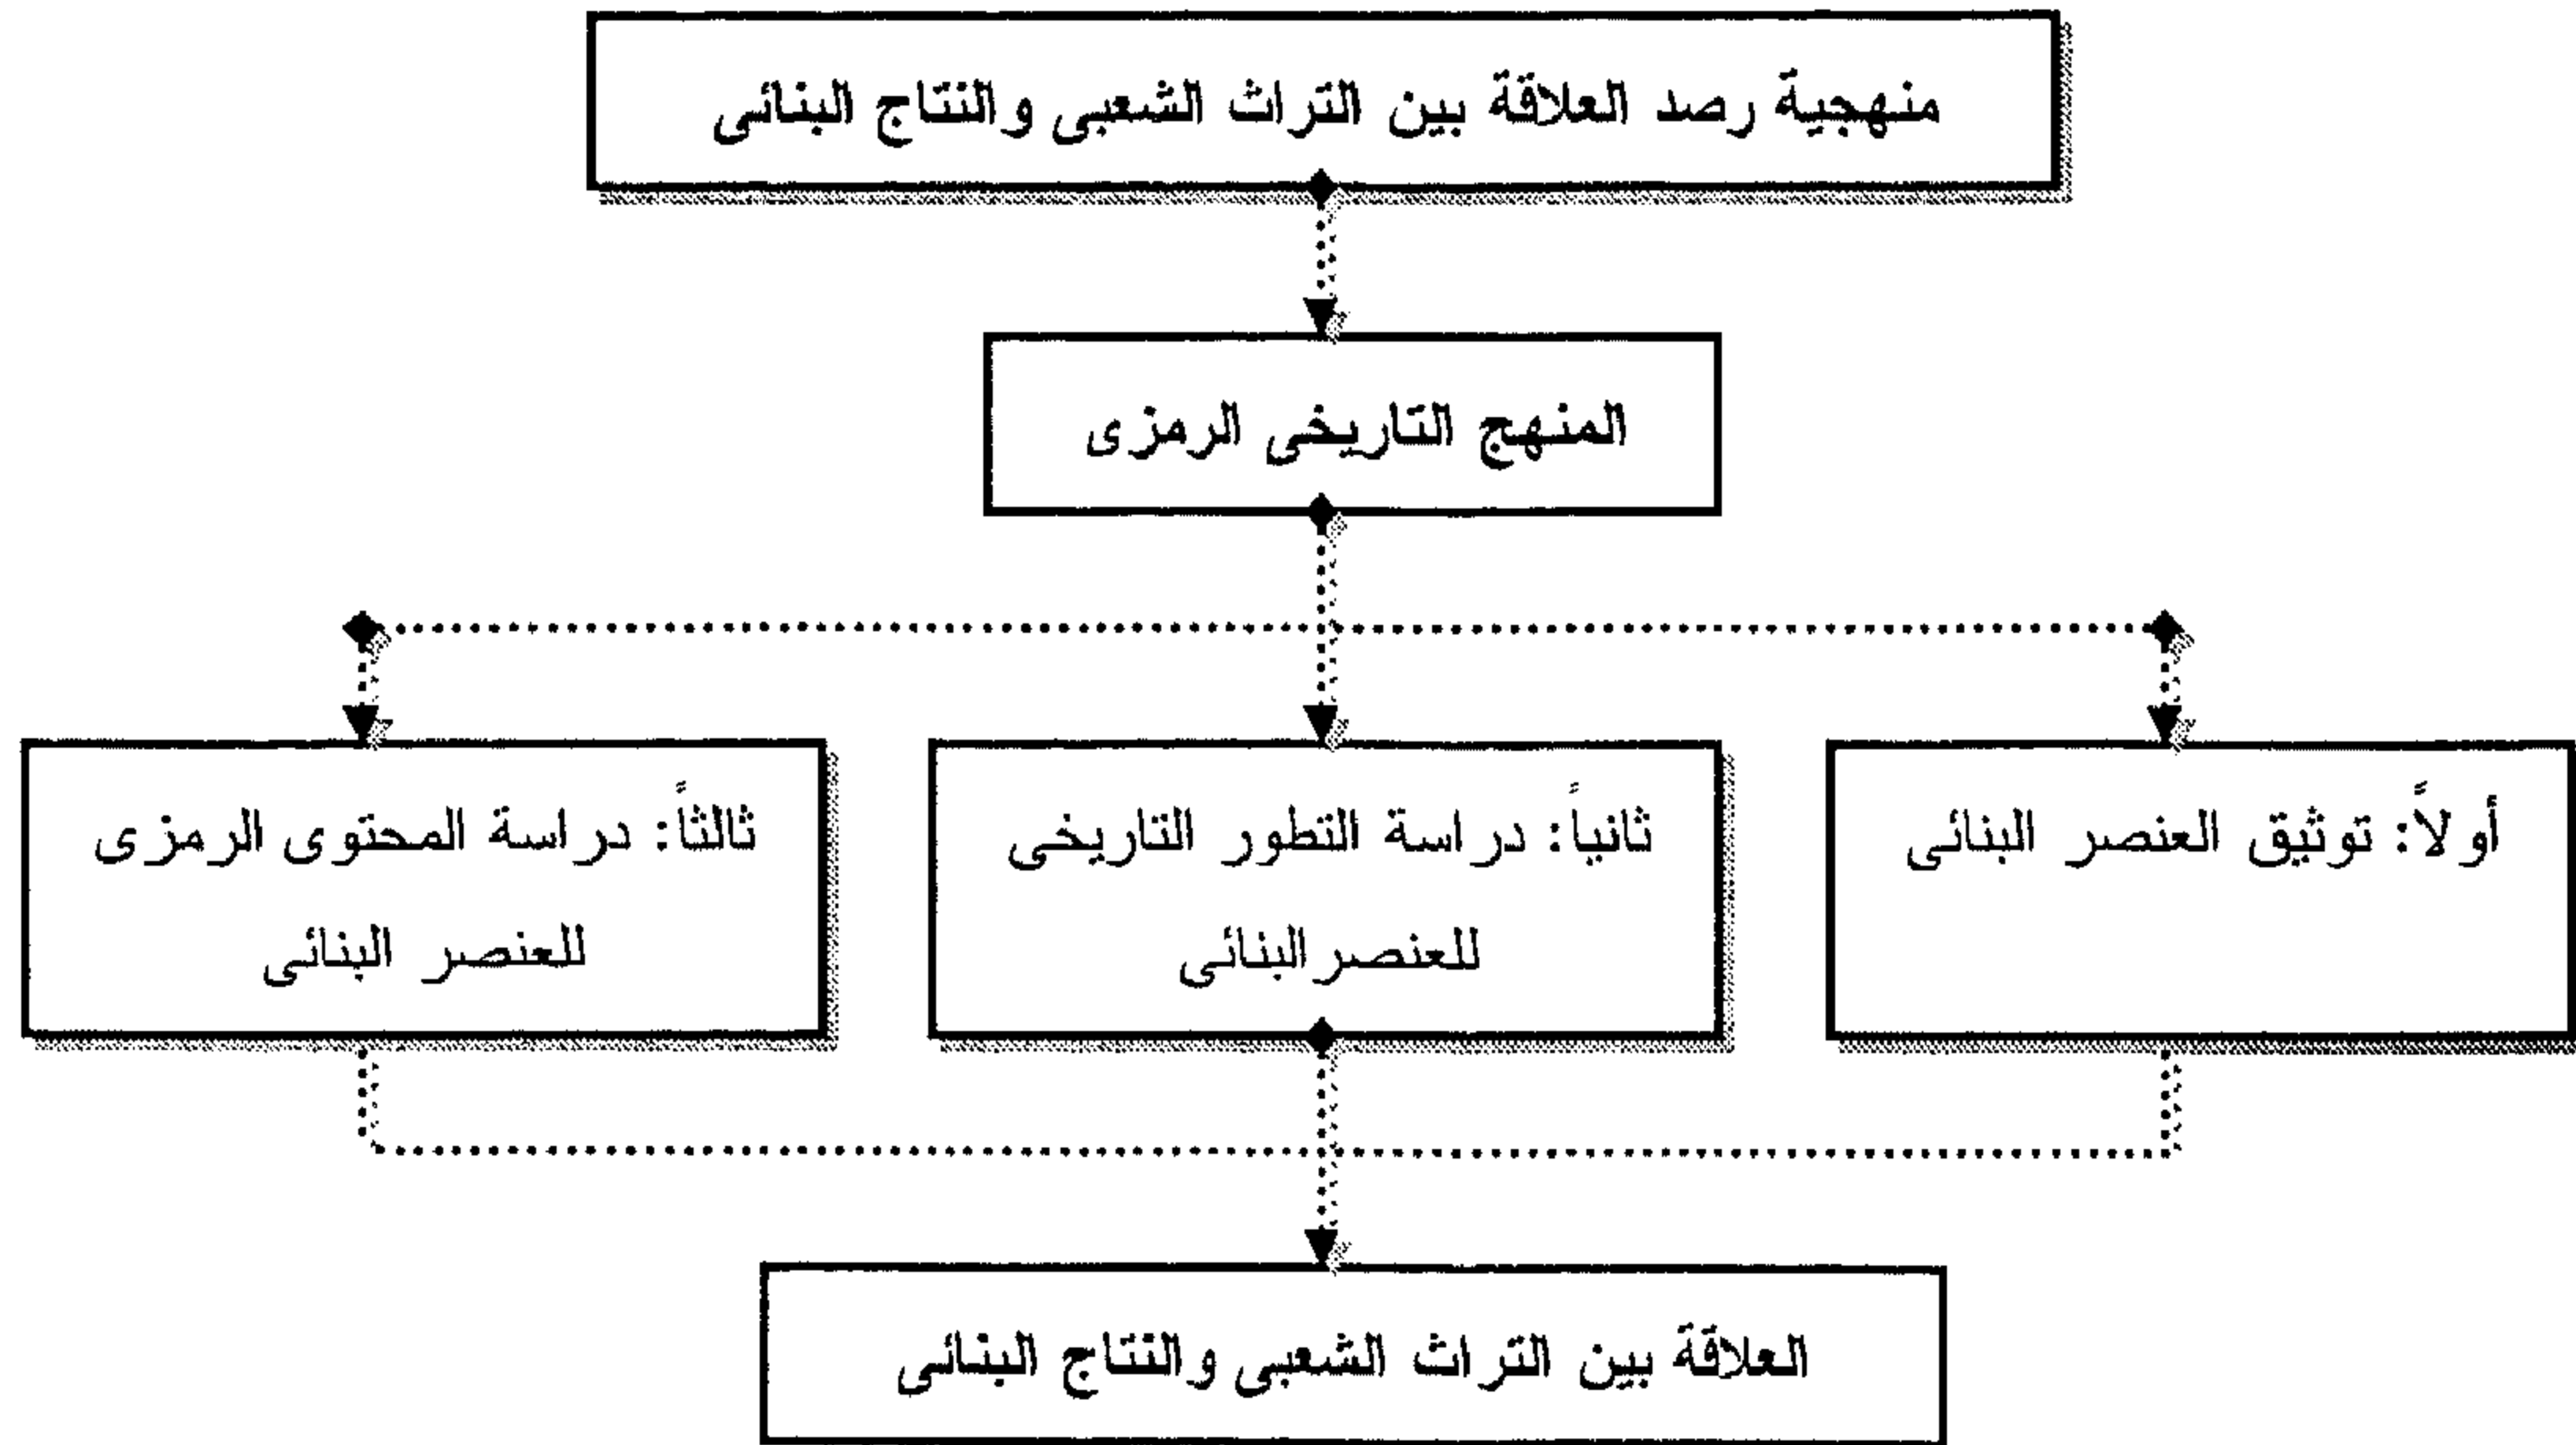 منهجية رصد العلاقة بين التراث الشعبى والنتاج البنائى
المنهج التاريخى الرمزى
أولاً: توثيق العنصر البنائى
ثانياً: دراسة التطور التاريخى
للعنصرالبنائى
ثالثاً: دراسة المحتوى الرمزى
للعنصر البنائى
العلاقة بين التراث الشعبى والنتاج البنائى